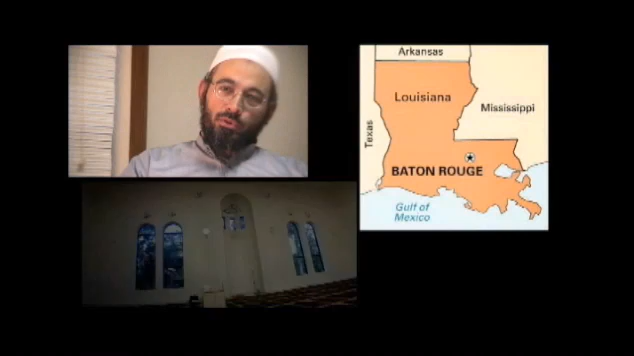 Arkansas
Louisiana
Mississippi
Texas
BATON ROUGE
Gulf of
Mexico